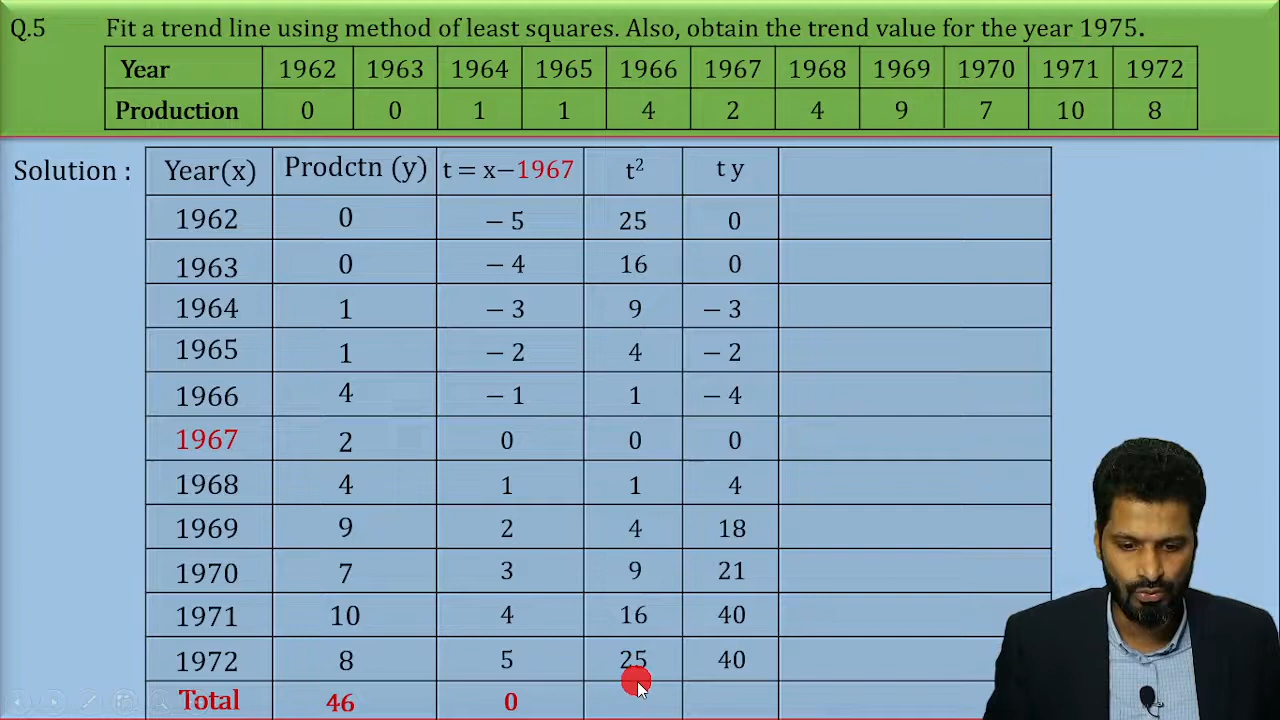 Q.5 Fit a trend line using method of least squares. Also, obtain the trend value for the year 1975.
Year 1962 1963 1964 1965 1966 1967 1968 1969 1970 1971 1972
Production 0 0 1 1 4 2 4 9 7 10 8
Solution : Year(x) Prodctn (y) t = x−1967 t² t y
1962 0 − 5 25 0
1963 0 − 4 16 0
1964 1 − 3 9 − 3
1965 1 − 2 4 − 2
1966 4 − 1 1 − 4
1967 2 0 0 0
1968 4 1 1 4
1969 9 2 4 18
1970 7 3 9 21
1971 10 4 16 40
1972 8 5 25 40
Total 46 0